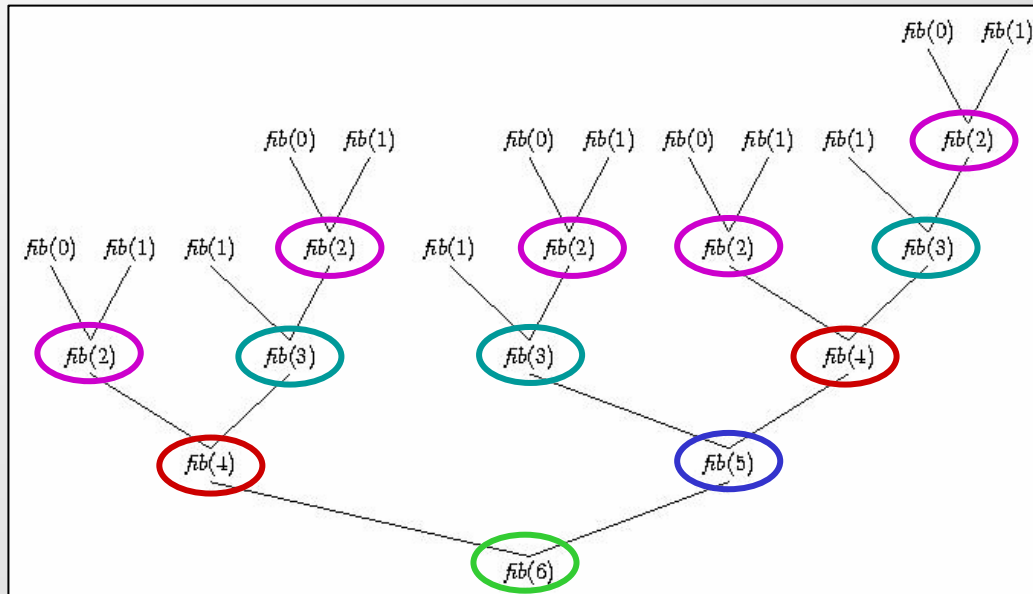 fib(0) fib(1)
fib(2)
fib(0) fib(1) fib(0) fib(1) fib(0) fib(1) fib(1)
fib(0) fib(1) fib(1) fib(2) fib(1) fib(2) fib(2) fib(3)
fib(2) fib(3) fib(3) fib(4)
fib(4) fib(5)
fib(6)